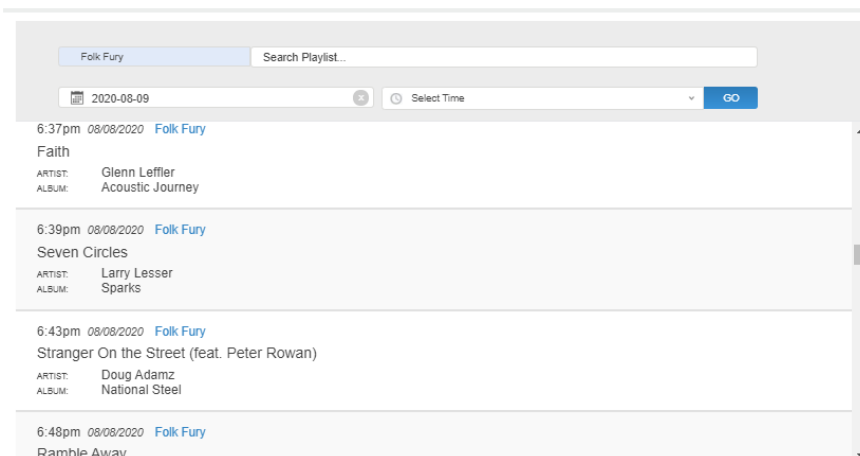 Folk Fury Search Playlist...
2020-08-09 Select Time GO
6:37pm 08/08/2020 Folk Fury
Faith
ARTIST: Glenn Leffler
ALBUM: Acoustic Journey
6:39pm 08/08/2020 Folk Fury
Seven Circles
ARTIST: Larry Lesser
ALBUM: Sparks
6:43pm 08/08/2020 Folk Fury
Stranger On the Street (feat. Peter Rowan)
ARTIST: Doug Adamz
ALBUM: National Steel
6:48pm 08/08/2020 Folk Fury
Ramble Away